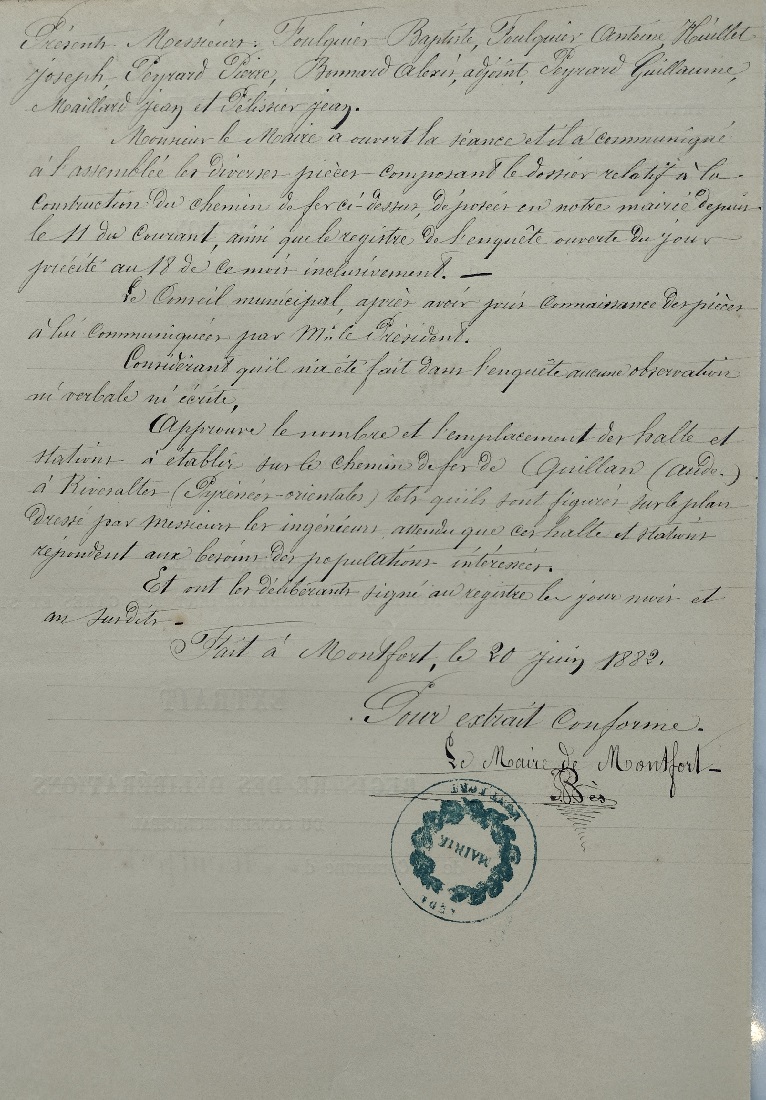 Présents Messieurs: Foulquier Baptiste, Foulquier Antoine, Huillet
Joseph, Peyrard Pierre, Bonnard Alexis, adjoint, Peyrard Guillaume,
Maillard Jean et Pélissier Jean.
Monsieur le Maire a ouvert la séance et il a communiqué
à l'assemblée les diverses pièces composant le dossier relatif à la
construction du chemin de fer ci-dessus, déposées en notre mairie depuis
le 11 du courant, ainsi que le registre de l'enquête ouverte du jour
précité au 18 de ce mois inclusivement. —
Le Conseil municipal, après avoir pris connaissance des pièces
à lui communiquées par Mr. le Président.
Considérant qu'il n'a été fait dans l'enquête aucune observation
ni verbale ni écrite,
Approuve le nombre et l'emplacement des halte et
stations à établir sur le chemin de fer de Quillan (Aude.)
à Rivesaltes (Pyrénées-orientales) tels qu'ils sont figurés sur le plan
dressé par Messieurs les ingénieurs, attendu que ces halte et stations
répondent aux besoins des populations intéressées.
Et ont les délibérants signé au registre les jour mois et
an susdits -
Fait à Montfort, le 20 juin 1882.
Pour extrait conforme.
Le Maire de Montfort -
MAIRIE
MONTFORT
AUDE
EXTRAIT
REGISTRE DES DÉLIBÉRATIONS